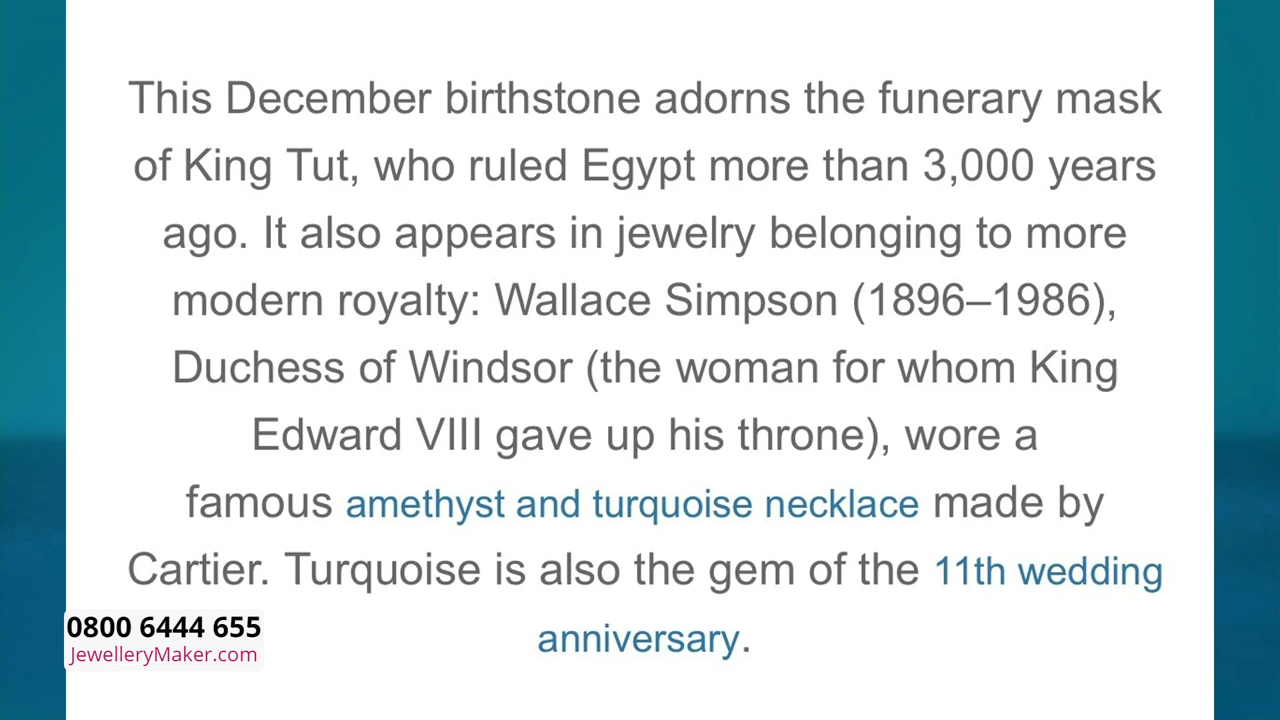 This December birthstone adorns the funerary mask
of King Tut, who ruled Egypt more than 3,000 years
ago. It also appears in jewelry belonging to more
modern royalty: Wallace Simpson (1896–1986),
Duchess of Windsor (the woman for whom King
Edward VIII gave up his throne), wore a
famous amethyst and turquoise necklace made by
Cartier. Turquoise is also the gem of the 11th wedding
anniversary.
0800 6444 655
JewelleryMaker.com